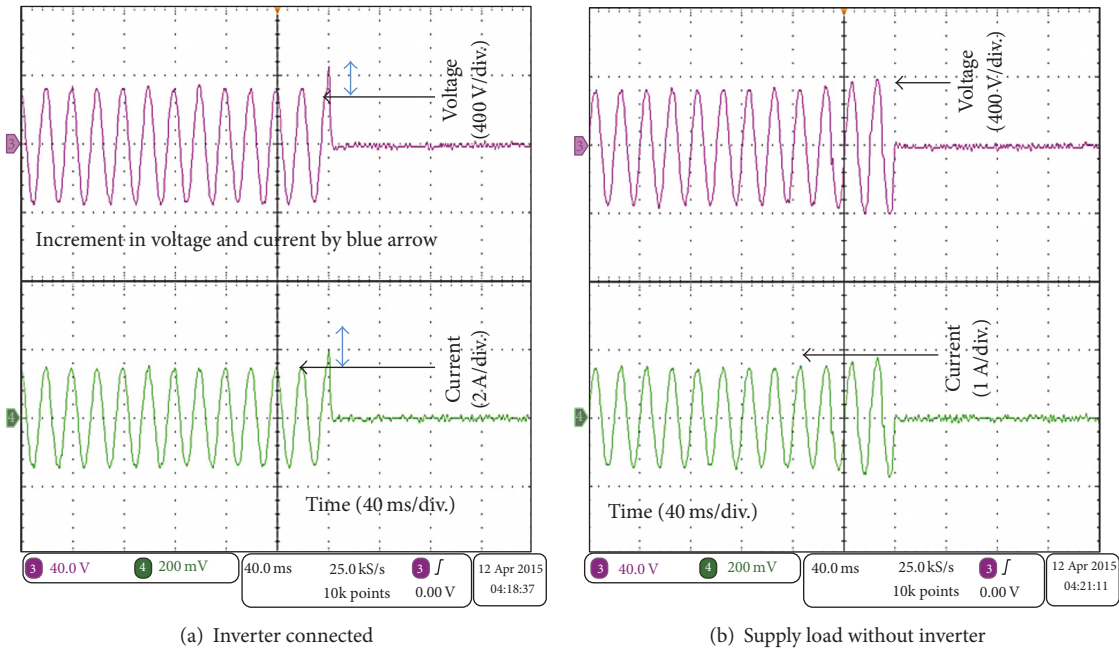 Voltage
(400 V/div.)
3
Increment in voltage and current by blue arrow
Current
(2 A/div.)
4
Time (40 ms/div.)
3 40.0 V 4 200 mV
40.0 ms 25.0 kS/s 3
10k points 0.00 V
12 Apr 2015
04:18:37
(a) Inverter connected
Voltage
(400 V/div.)
3
Current
(1 A/div.)
4
Time (40 ms/div.)
3 40.0 V 4 200 mV
40.0 ms 25.0 kS/s 3
10k points 0.00 V
12 Apr 2015
04:21:11
(b) Supply load without inverter